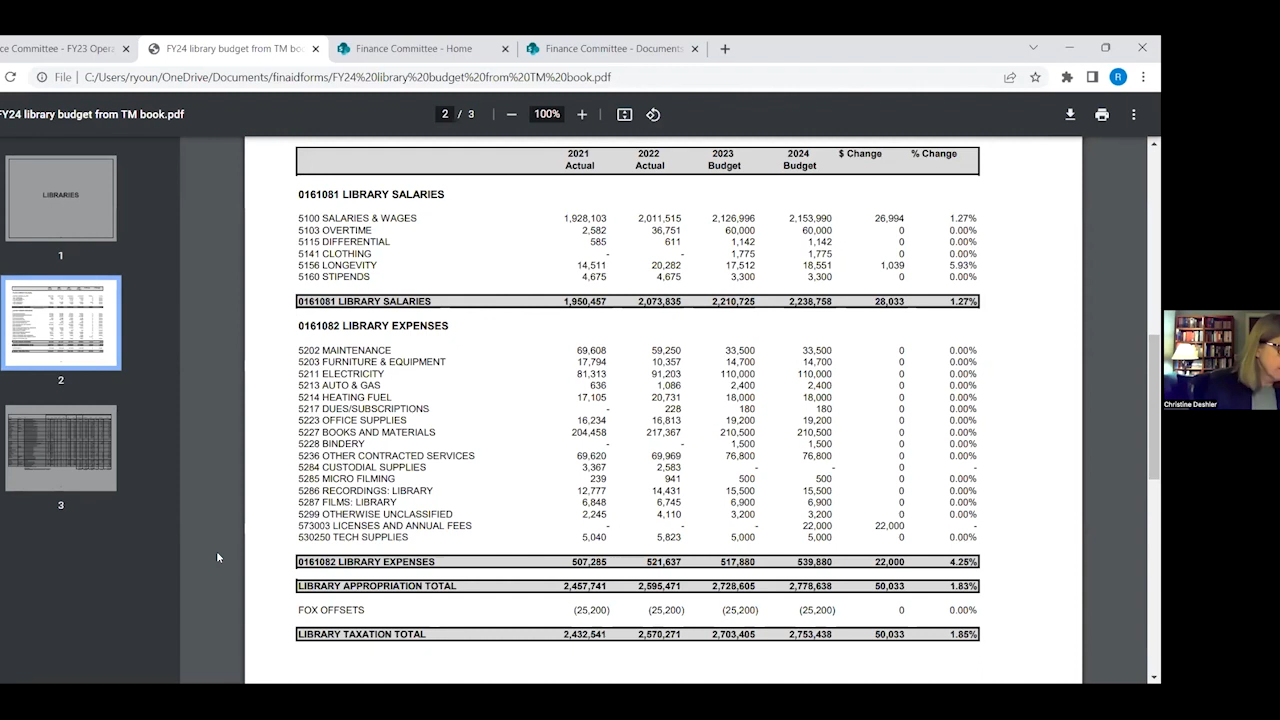 ce Committee - FY23 Opera
FY24 library budget from TM boo
Finance Committee - Home
Finance Committee - Documents
File C:/Users/ryoun/OneDrive/Documents/finaidforms/FY24%20library%20budget%20from%20TM%20book.pdf
R
FY24 library budget from TM book.pdf
2 / 3
100%
LIBRARIES
1
2
3
2021 2022 2023 2024 $ Change % Change
Actual Actual Budget Budget
0161081 LIBRARY SALARIES
5100 SALARIES & WAGES 1,928,103 2,011,515 2,126,996 2,153,990 26,994 1.27%
5103 OVERTIME 2,582 36,751 60,000 60,000 0 0.00%
5115 DIFFERENTIAL 585 611 1,142 1,142 0 0.00%
5141 CLOTHING - - 1,775 1,775 0 0.00%
5156 LONGEVITY 14,511 20,282 17,512 18,551 1,039 5.93%
5160 STIPENDS 4,675 4,675 3,300 3,300 0 0.00%
0161081 LIBRARY SALARIES 1,950,457 2,073,835 2,210,725 2,238,758 28,033 1.27%
0161082 LIBRARY EXPENSES
5202 MAINTENANCE 69,608 59,250 33,500 33,500 0 0.00%
5203 FURNITURE & EQUIPMENT 17,794 10,357 14,700 14,700 0 0.00%
5211 ELECTRICITY 81,313 91,203 110,000 110,000 0 0.00%
5213 AUTO & GAS 636 1,086 2,400 2,400 0 0.00%
5214 HEATING FUEL 17,105 20,731 18,000 18,000 0 0.00%
5217 DUES/SUBSCRIPTIONS - 228 180 180 0 0.00%
5223 OFFICE SUPPLIES 16,234 16,813 19,200 19,200 0 0.00%
5227 BOOKS AND MATERIALS 204,458 217,367 210,500 210,500 0 0.00%
5228 BINDERY - - 1,500 1,500 0 0.00%
5236 OTHER CONTRACTED SERVICES 69,620 69,969 76,800 76,800 0 0.00%
5284 CUSTODIAL SUPPLIES 3,367 2,583 - - 0 -
5285 MICRO FILMING 239 941 500 500 0 0.00%
5286 RECORDINGS: LIBRARY 12,777 14,431 15,500 15,500 0 0.00%
5287 FILMS: LIBRARY 6,848 6,745 6,900 6,900 0 0.00%
5299 OTHERWISE UNCLASSIFIED 2,245 4,110 3,200 3,200 0 0.00%
573003 LICENSES AND ANNUAL FEES - - - 22,000 22,000 -
530250 TECH SUPPLIES 5,040 5,823 5,000 5,000 0 0.00%
0161082 LIBRARY EXPENSES 507,285 521,637 517,880 539,880 22,000 4.25%
LIBRARY APPROPRIATION TOTAL 2,457,741 2,595,471 2,728,605 2,778,638 50,033 1.83%
FOX OFFSETS (25,200) (25,200) (25,200) (25,200) 0 0.00%
LIBRARY TAXATION TOTAL 2,432,541 2,570,271 2,703,405 2,753,438 50,033 1.85%
Christine Deshler